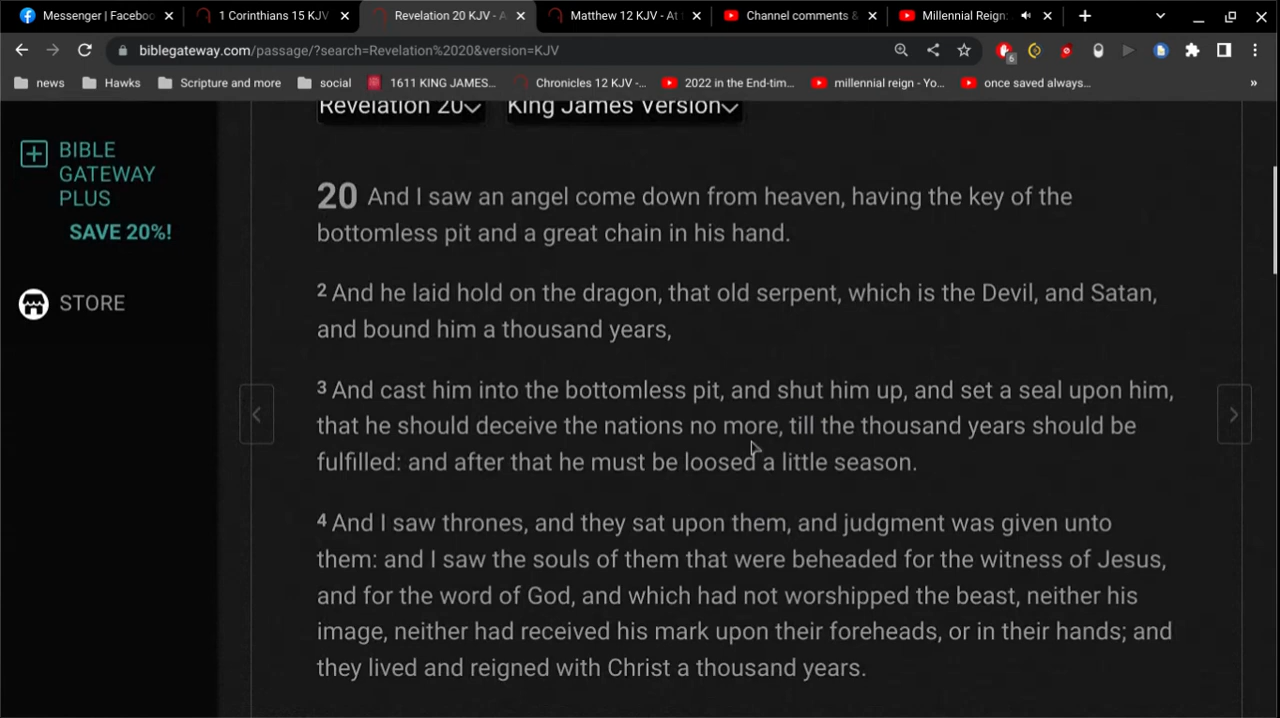 Messenger | Faceboo
1 Corinthians 15 KJV -
Revelation 20 KJV - A
Matthew 12 KJV - At t
Channel comments &
Millennial Reign:
biblegateway.com/passage/?search=Revelation%2020&version=KJV
6
news
Hawks
Scripture and more
social
1611 KING JAMES...
Chronicles 12 KJV -...
2022 in the End-tim...
millennial reign - Yo...
once saved always...
»
Revelation 20
King James Version
BIBLE
GATEWAY
PLUS
SAVE 20%!
STORE
20 And I saw an angel come down from heaven, having the key of the
bottomless pit and a great chain in his hand.
2 And he laid hold on the dragon, that old serpent, which is the Devil, and Satan,
and bound him a thousand years,
3 And cast him into the bottomless pit, and shut him up, and set a seal upon him,
that he should deceive the nations no more, till the thousand years should be
fulfilled: and after that he must be loosed a little season.
4 And I saw thrones, and they sat upon them, and judgment was given unto
them: and I saw the souls of them that were beheaded for the witness of Jesus,
and for the word of God, and which had not worshipped the beast, neither his
image, neither had received his mark upon their foreheads, or in their hands; and
they lived and reigned with Christ a thousand years.